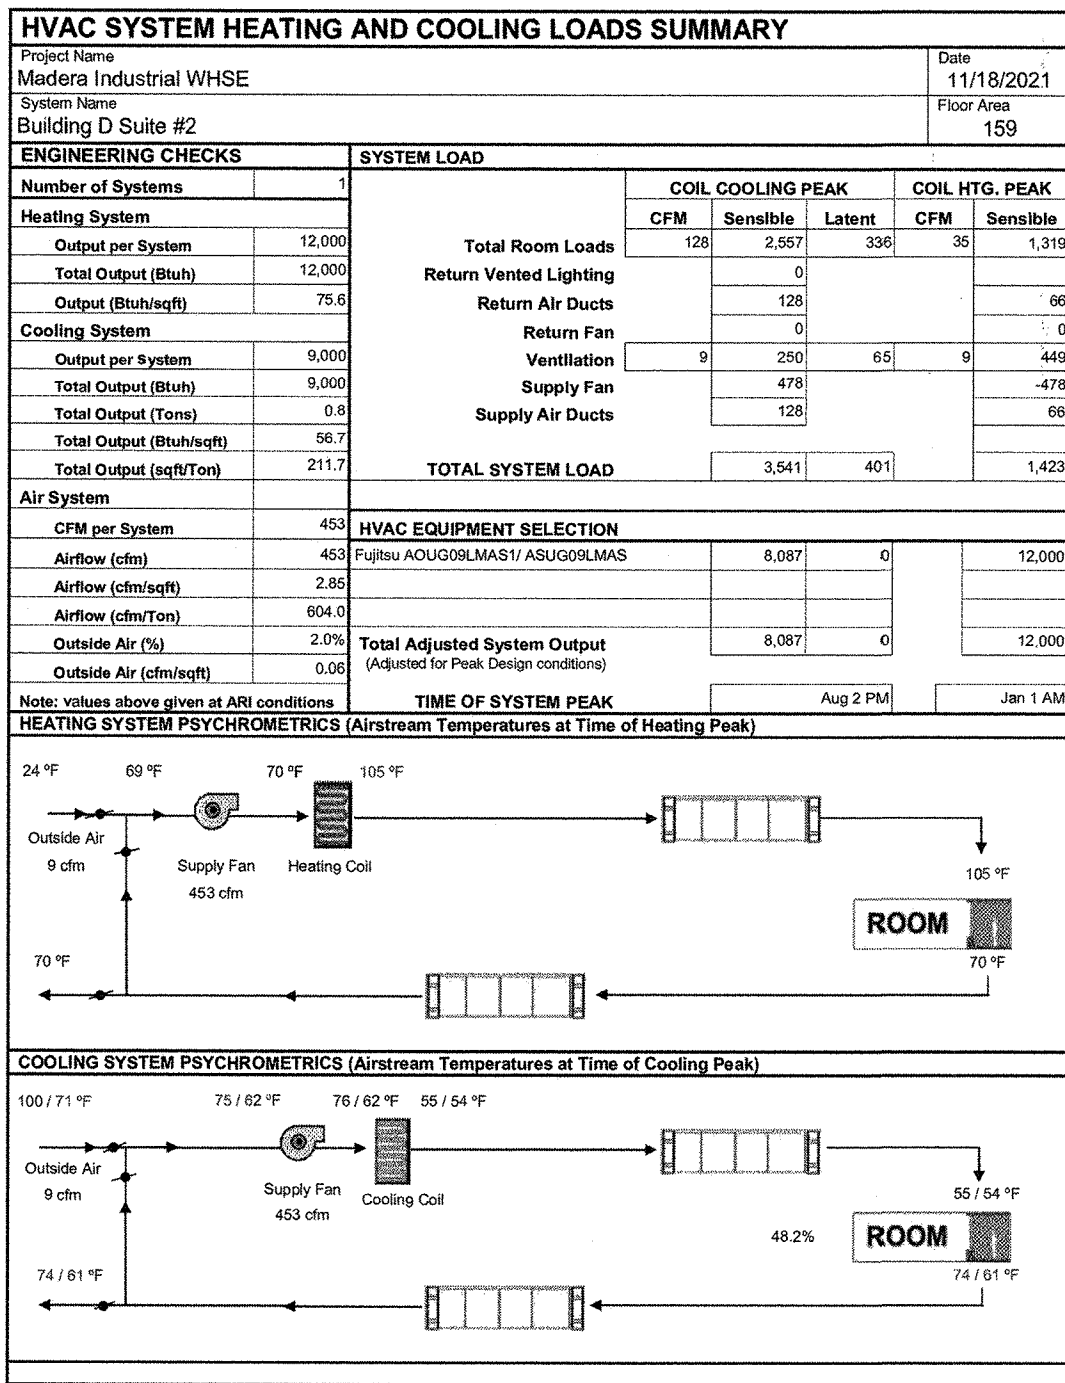 HVAC SYSTEM HEATING AND COOLING LOADS SUMMARY
Project Name
Madera Industrial WHSE
Date
11/18/2021
System Name
Building D Suite #2
Floor Area
159
ENGINEERING CHECKS
Number of Systems 1
Heating System
Output per System 12,000
Total Output (Btuh) 12,000
Output (Btuh/sqft) 75.6
Cooling System
Output per System 9,000
Total Output (Btuh) 9,000
Total Output (Tons) 0.8
Total Output (Btuh/sqft) 56.7
Total Output (sqft/Ton) 211.7
Air System
CFM per System 453
Airflow (cfm) 453
Airflow (cfm/sqft) 2.85
Airflow (cfm/Ton) 604.0
Outside Air (%) 2.0%
Outside Air (cfm/sqft) 0.06
Note: values above given at ARI conditions
SYSTEM LOAD
COIL COOLING PEAK COIL HTG. PEAK
CFM Sensible Latent CFM Sensible
Total Room Loads 128 2,557 336 35 1,319
Return Vented Lighting 0
Return Air Ducts 128 66
Return Fan 0 0
Ventilation 9 250 65 9 449
Supply Fan 478 -478
Supply Air Ducts 128 66
TOTAL SYSTEM LOAD 3,541 401 1,423
HVAC EQUIPMENT SELECTION
Fujitsu AOUG09LMAS1/ ASUG09LMAS 8,087 0 12,000
Total Adjusted System Output 8,087 0 12,000
(Adjusted for Peak Design conditions)
TIME OF SYSTEM PEAK Aug 2 PM Jan 1 AM
HEATING SYSTEM PSYCHROMETRICS (Airstream Temperatures at Time of Heating Peak)
24 ºF 69 ºF 70 ºF 105 ºF
Outside Air
9 cfm
Supply Fan
453 cfm
Heating Coil
105 ºF
ROOM
70 ºF
70 ºF
COOLING SYSTEM PSYCHROMETRICS (Airstream Temperatures at Time of Cooling Peak)
100 / 71 ºF 75 / 62 ºF 76 / 62 ºF 55 / 54 ºF
Outside Air
9 cfm
Supply Fan
453 cfm
Cooling Coil
55 / 54 ºF
48.2%
ROOM
74 / 61 ºF
74 / 61 ºF